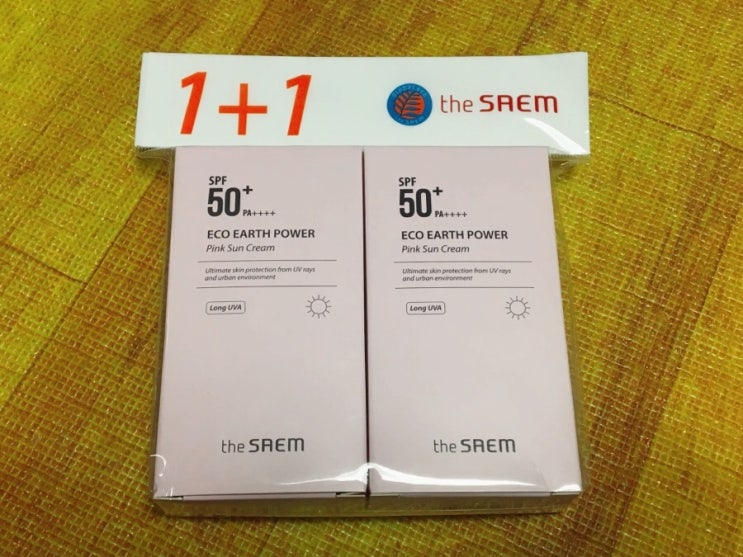 1+1
the SAEM
SPF
50+
PA++++
ECO EARTH POWER
Pink Sun Cream
Ultimate skin protection from UV rays
and urban environment
Long UVA
the SAEM
SPF
50+
PA++++
ECO EARTH POWER
Pink Sun Cream
Ultimate skin protection from UV rays
and urban environment
Long UVA
the SAEM